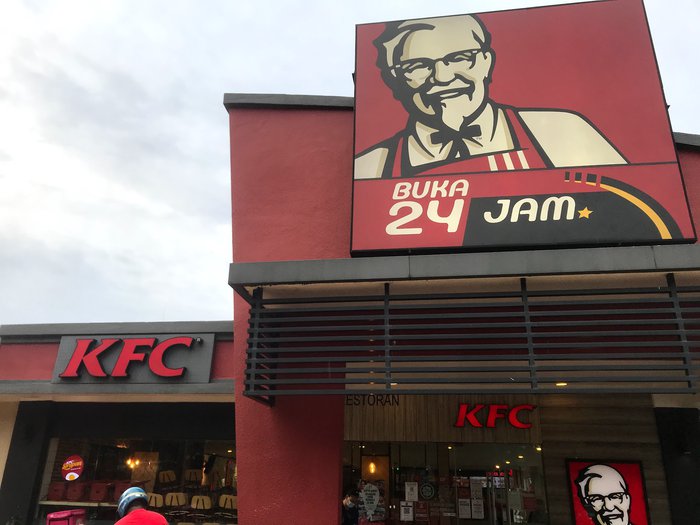 BUKA
24 JAM
KFC
ESTORAN
KFC